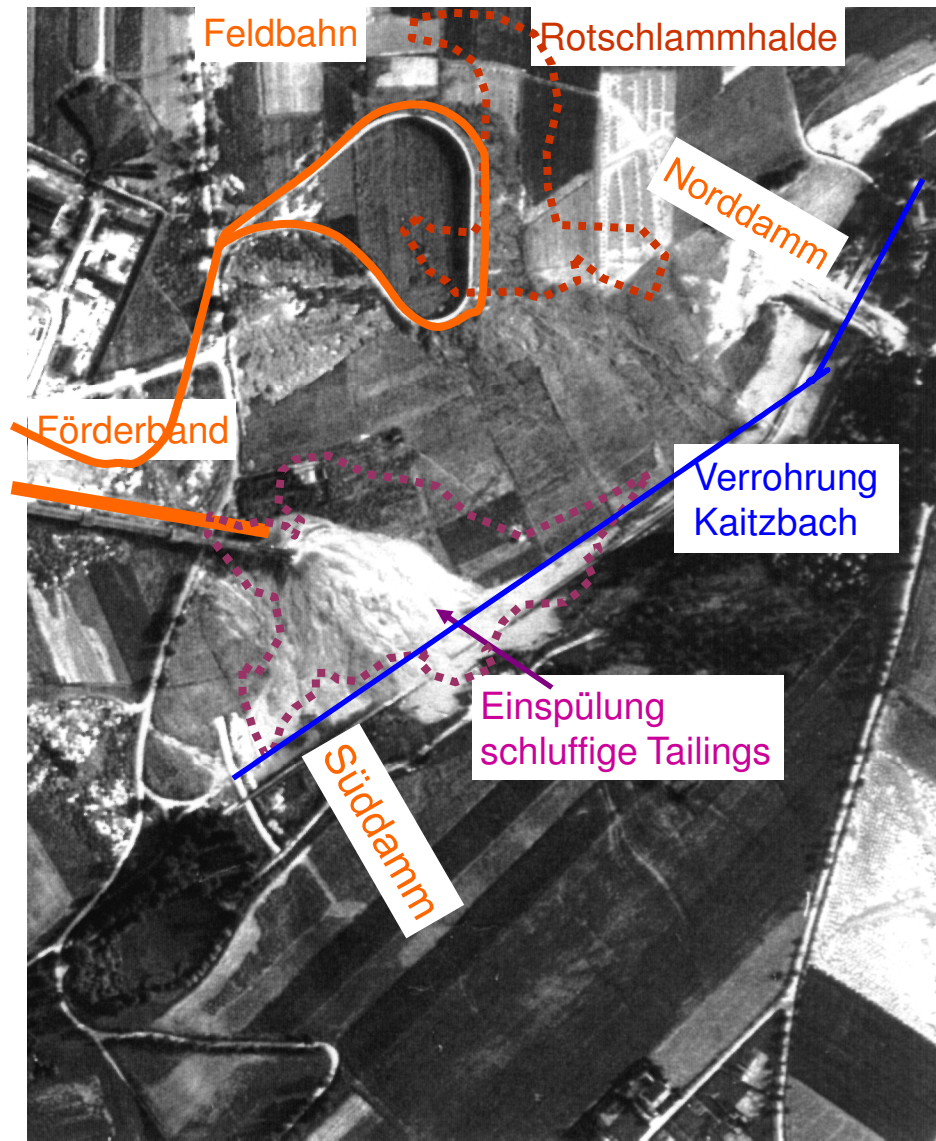 Feldbahn
Rotschlammhalde
Norddamm
Förderband
Verrohrung
Kaitzbach
Einspülung
schluffige Tailings
Süddamm